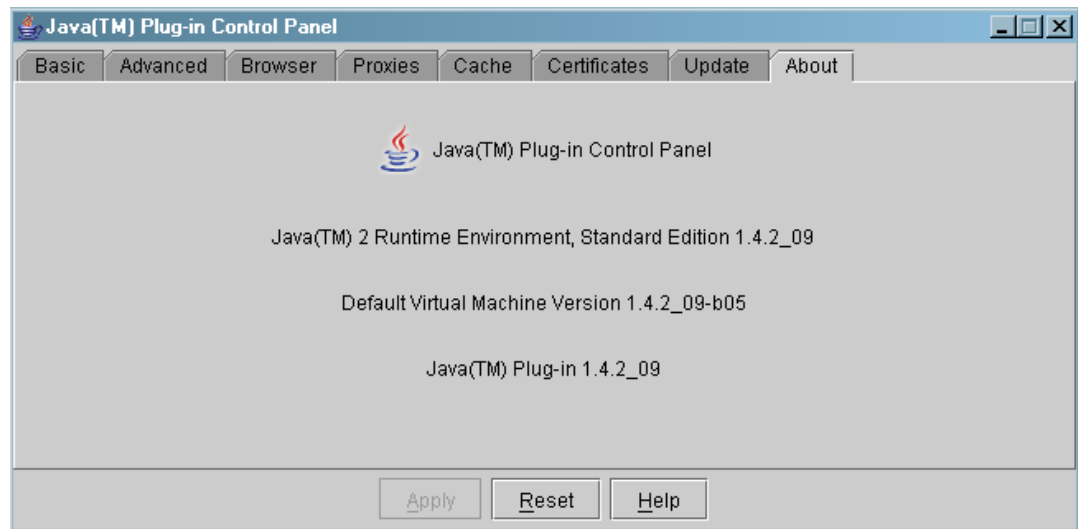 Java(TM) Plug-in Control Panel
Basic Advanced Browser Proxies Cache Certificates Update About
Java(TM) Plug-in Control Panel
Java(TM) 2 Runtime Environment, Standard Edition 1.4.2_09
Default Virtual Machine Version 1.4.2_09-b05
Java(TM) Plug-in 1.4.2_09
Apply Reset Help